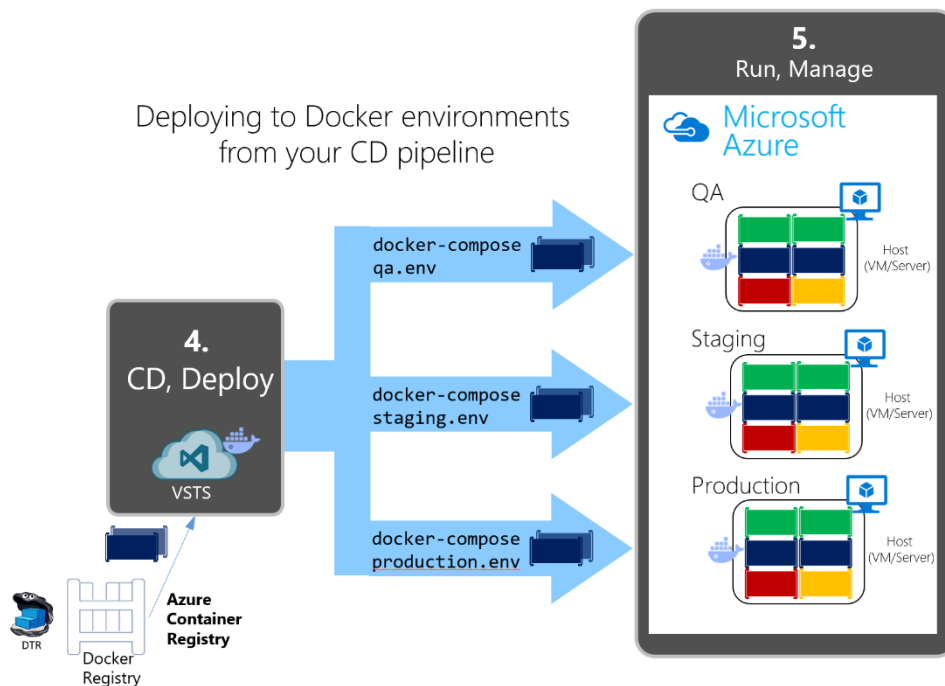 Deploying to Docker environments
from your CD pipeline
4.
CD, Deploy
VSTS
DTR
Docker
Registry
Azure
Container
Registry
docker-compose
qa.env
docker-compose
staging.env
docker-compose
production.env
5.
Run, Manage
Microsoft
Azure
QA
Host
(VM/Server)
Staging
Host
(VM/Server)
Production
Host
(VM/Server)